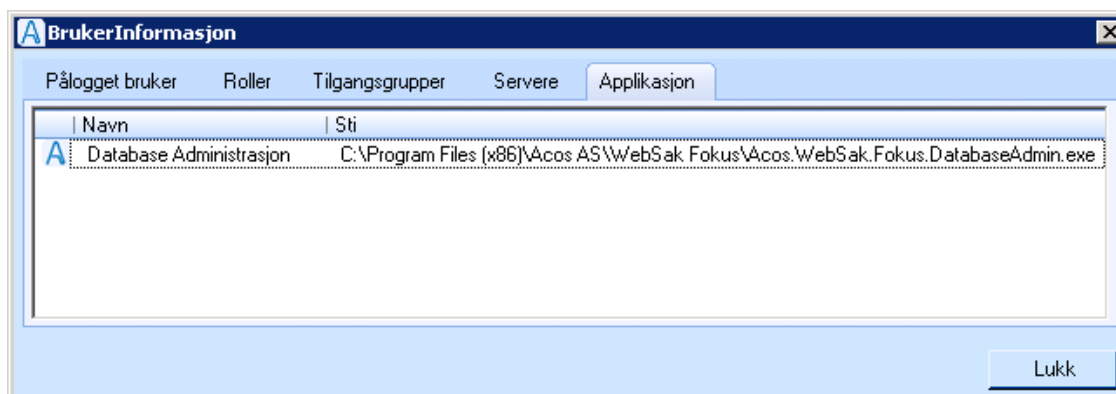 BrukerInformasjon
Pålogget bruker Roller Tilgangsgrupper Servere Applikasjon
Navn Sti
Database Administrasjon C:\Program Files (x86)\Acos AS\WebSak Fokus\Acos.WebSak.Fokus.DatabaseAdmin.exe
Lukk